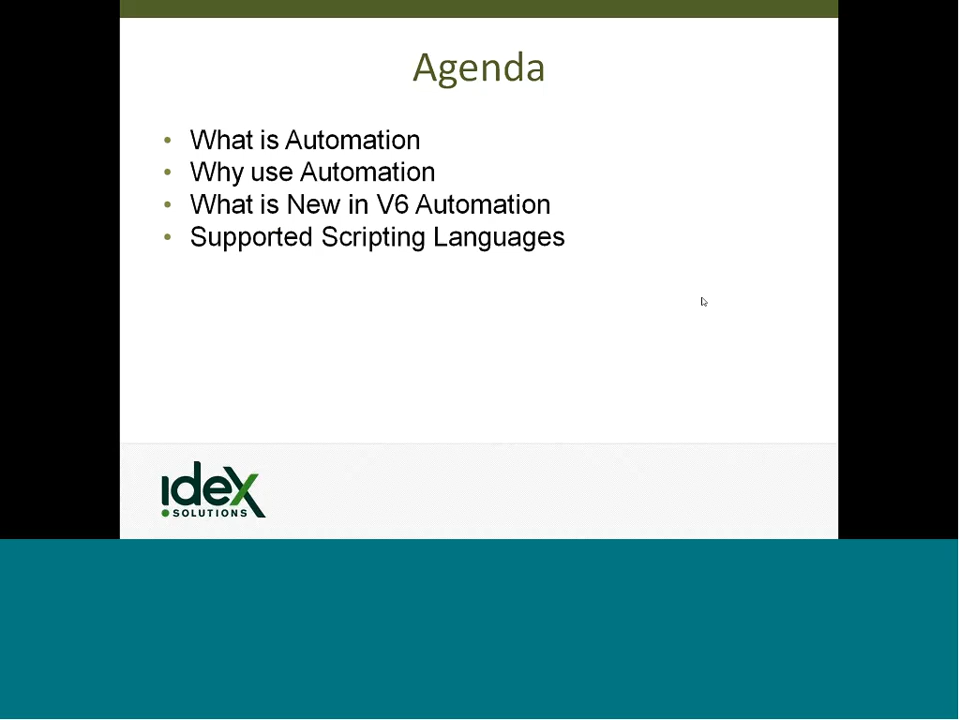 Agenda
• What is Automation
• Why use Automation
• What is New in V6 Automation
• Supported Scripting Languages
ideX
SOLUTIONS